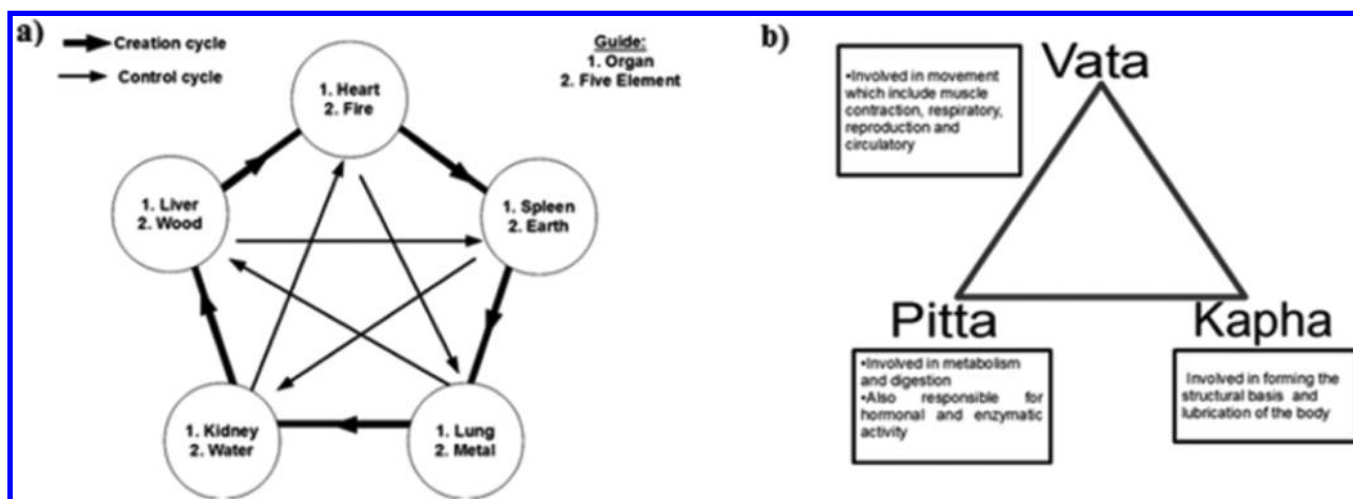 a)
Creation cycle
Control cycle
Guide:
1. Organ
2. Five Element
1. Heart
2. Fire
1. Liver
2. Wood
1. Spleen
2. Earth
1. Kidney
2. Water
1. Lung
2. Metal
b)
Vata
•Involved in movement
which include muscle
contraction, respiratory,
reproduction and
circulatory
Pitta
•Involved in metabolism
and digestion
•Also responsible for
hormonal and enzymatic
activity
Kapha
Involved in forming the
structural basis and
lubrication of the body